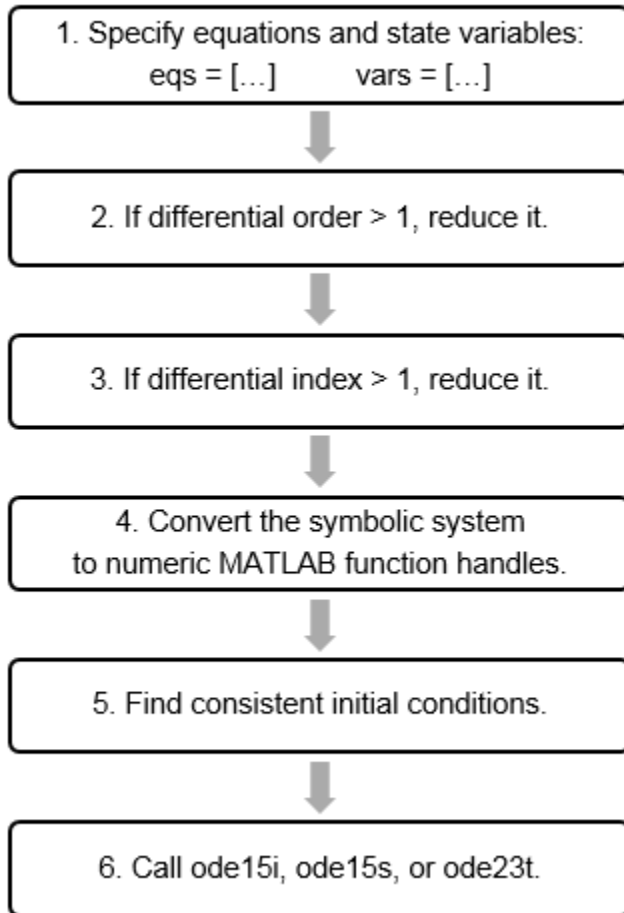 1. Specify equations and state variables:
eqs = [...] vars = [...]
2. If differential order > 1, reduce it.
3. If differential index > 1, reduce it.
4. Convert the symbolic system
to numeric MATLAB function handles.
5. Find consistent initial conditions.
6. Call ode15i, ode15s, or ode23t.